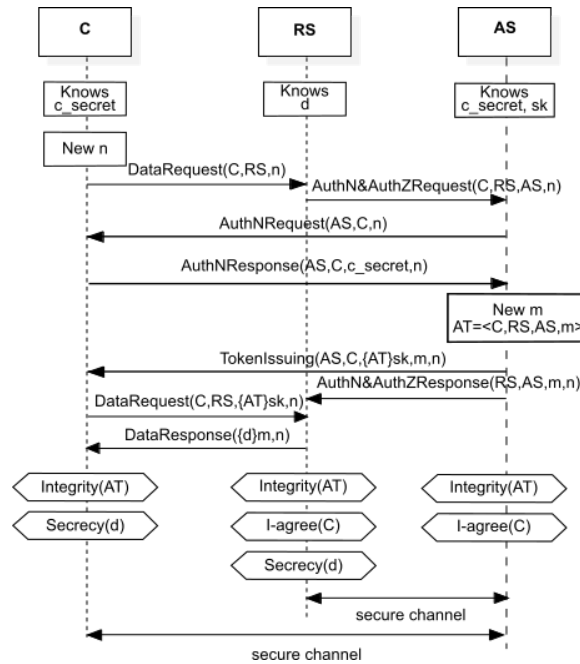 C
RS
AS
Knows
c_secret
Knows
d
Knows
c_secret, sk
New n
DataRequest(C,RS,n)
AuthN&AuthZRequest(C,RS,AS,n)
AuthNRequest(AS,C,n)
AuthNResponse(AS,C,c_secret,n)
New m
AT=<C,RS,AS,m>
TokenIssuing(AS,C,{AT}sk,m,n)
AuthN&AuthZResponse(RS,AS,m,n)
DataRequest(C,RS,{AT}sk,n)
DataResponse({d}m,n)
Integrity(AT)
Integrity(AT)
Integrity(AT)
Secrecy(d)
I-agree(C)
I-agree(C)
Secrecy(d)
secure channel
secure channel